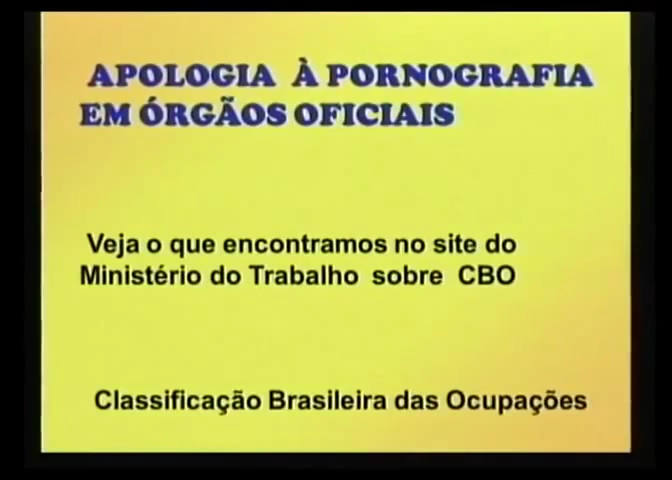 APOLOGIA À PORNOGRAFIA
EM ÓRGÃOS OFICIAIS
Veja o que encontramos no site do
Ministério do Trabalho sobre CBO
Classificação Brasileira das Ocupações